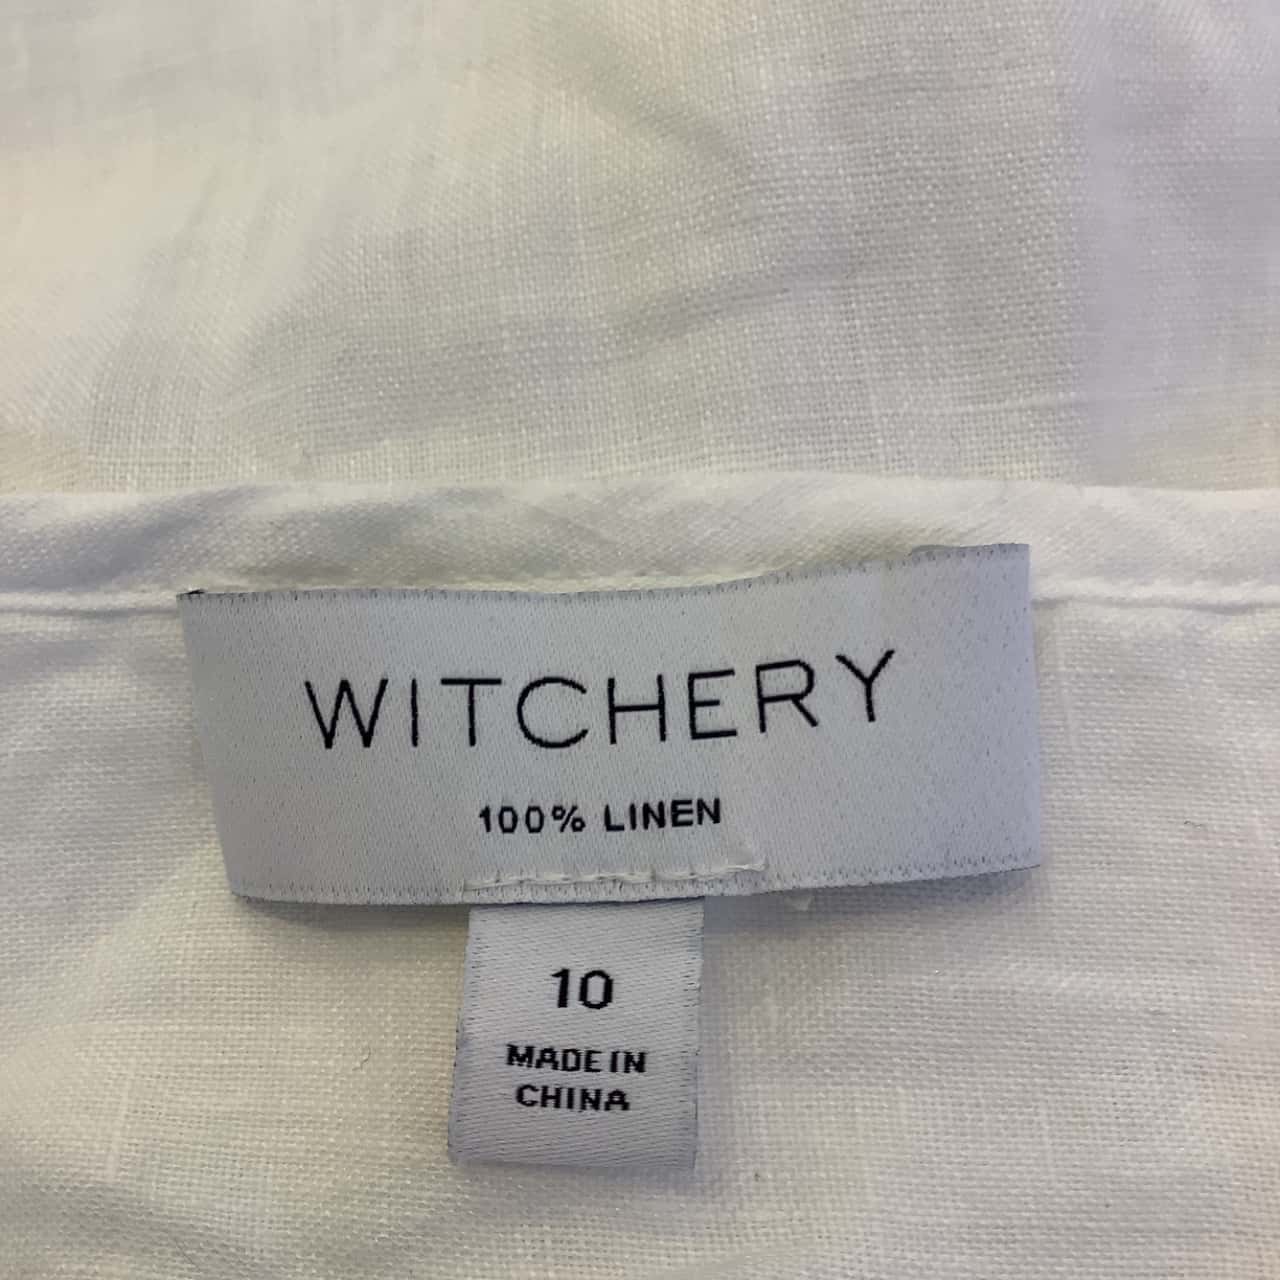 WITCHERY
100% LINEN
10
MADE IN
CHINA